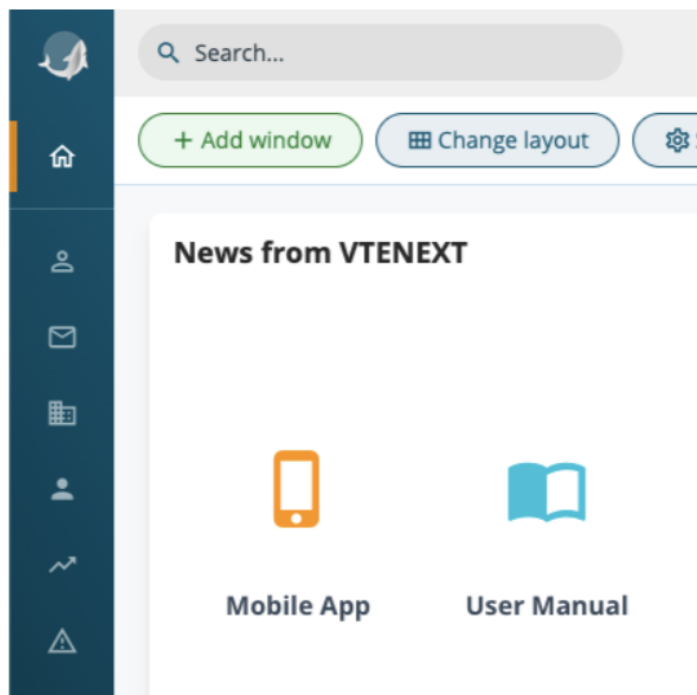 Search...
+ Add window
Change layout
News from VTENEXT
Mobile App
User Manual